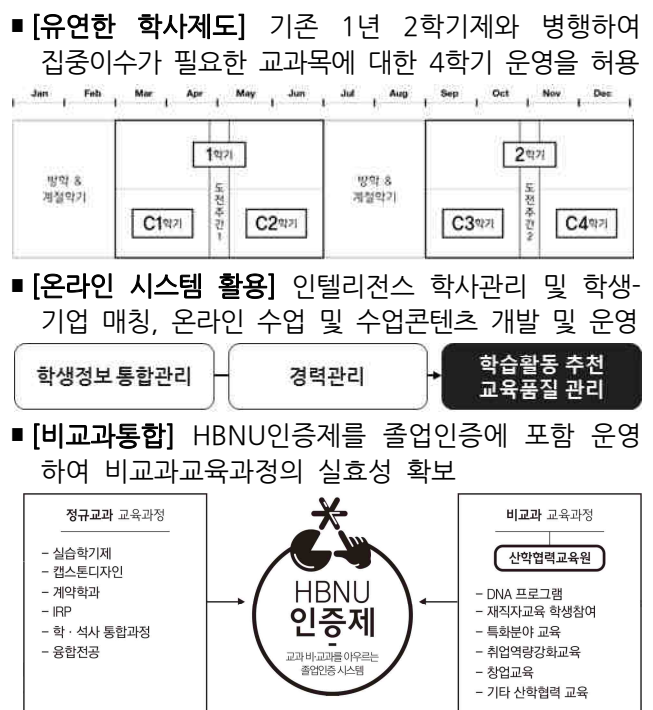 ■ [유연한 학사제도] 기존 1년 2학기제와 병행하여
집중이수가 필요한 교과목에 대한 4학기 운영을 허용
Jan Feb Mar Apr May Jun Jul Aug Sep Oct Nov Dec
방학 &
계절학기
1학기
도전주간1
C1학기
C2학기
방학 &
계절학기
2학기
도전주간2
C3학기
C4학기
■ [온라인 시스템 활용] 인텔리전스 학사관리 및 학생-
기업 매칭, 온라인 수업 및 수업콘텐츠 개발 및 운영
학생정보 통합관리
경력관리
학습활동 추천
교육품질 관리
■ [비교과통합] HBNU인증제를 졸업인증에 포함 운영
하여 비교과교육과정의 실효성 확보
정규교과 교육과정
- 실습학기제
- 캡스톤디자인
- 계약학과
- IRP
- 학 · 석사 통합과정
- 융합전공
HBNU
인증제
-
교과 비·교과를 아우르는
졸업인증 시스템
비교과 교육과정
산학협력교육원
- DNA 프로그램
- 재직자교육 학생참여
- 특화분야 교육
- 취업역량강화교육
- 창업교육
- 기타 산학협력 교육